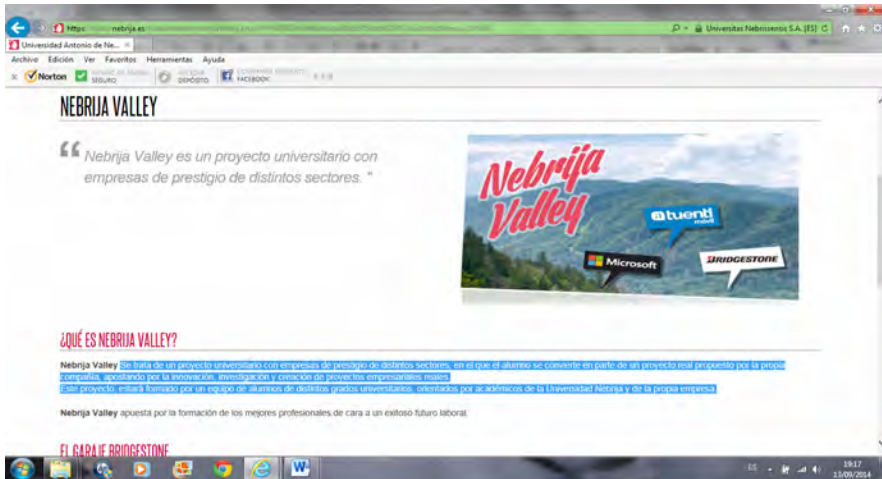 https
nebrija.es
Universitas Nebrissensis S.A. [ES]
Universidad Antonio de Ne...
Archivo Edición Ver Favoritos Herramientas Ayuda
x Norton SEGURO DEPÓSITO FACEBOOK
NEBRIJA VALLEY
“ Nebrija Valley es un proyecto universitario con
empresas de prestigio de distintos sectores. "
Nebrija
Valley
tuenti
móvil
Microsoft
BRIDGESTONE
¿QUÉ ES NEBRIJA VALLEY?
Nebrija Valley Se trata de un proyecto universitario con empresas de prestigio de distintos sectores, en el que el alumno se convierte en parte de un proyecto real propuesto por la propia
compañía, apostando por la innovación, investigación y creación de proyectos empresariales reales.
Este proyecto, estará formado por un equipo de alumnos de distintos grados universitarios, orientados por académicos de la Universidad Nebrija y de la propia empresa.
Nebrija Valley apuesta por la formación de los mejores profesionales de cara a un exitoso futuro laboral.
EL GARAJE BRIDGESTONE
ES
19:17
13/09/2014